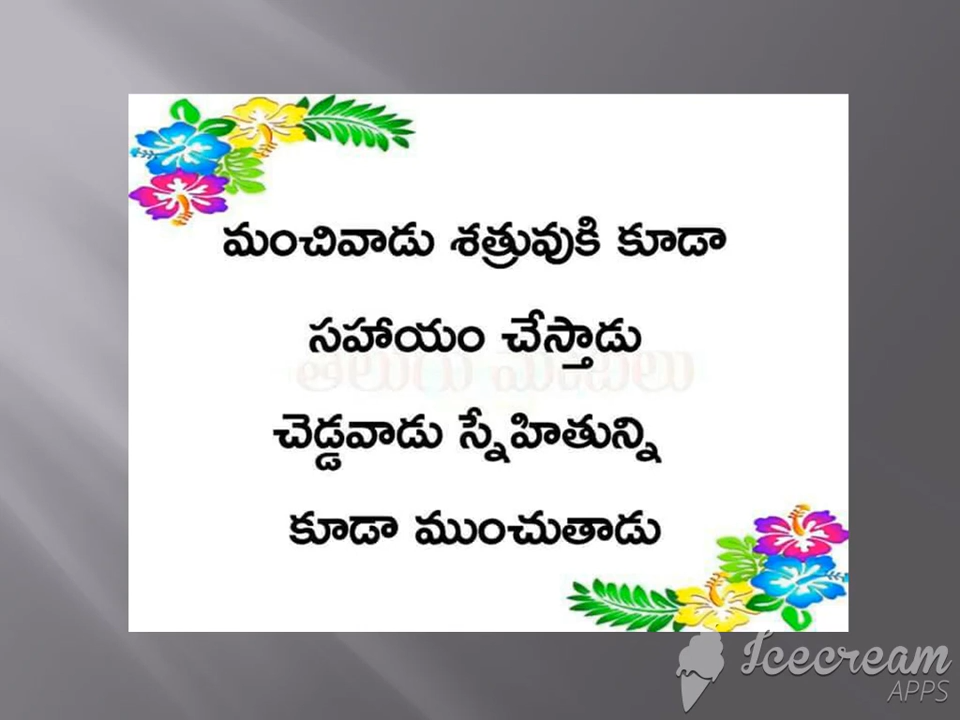 మంచివాడు శత్రువుకి కూడా
సహాయం చేస్తాడు
తెలుగు
చెడ్డవాడు స్నేహితున్ని
కూడా ముంచుతాడు
Icecream
APPS